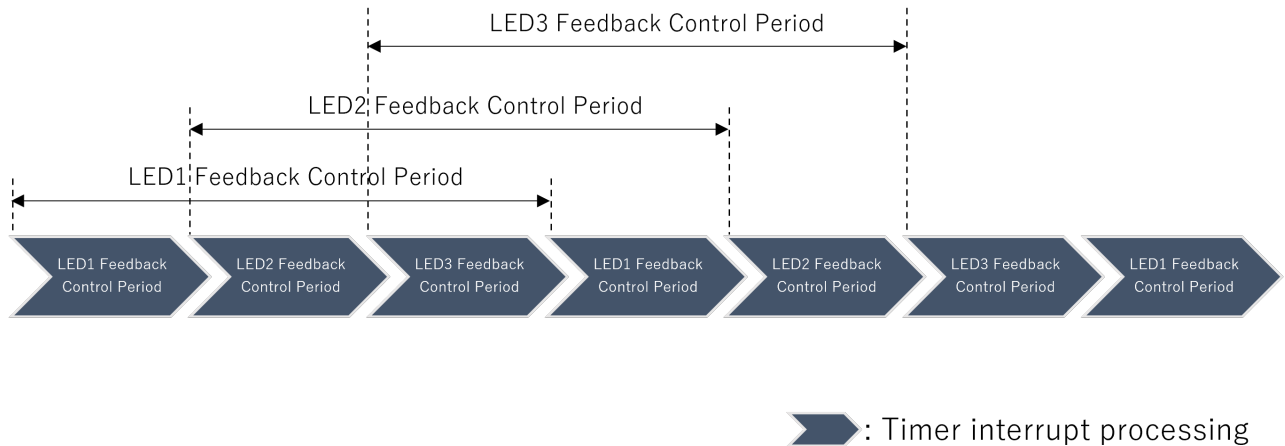 LED3 Feedback Control Period
LED2 Feedback Control Period
LED1 Feedback Control Period
LED1 Feedback
Control Period
LED2 Feedback
Control Period
LED3 Feedback
Control Period
LED1 Feedback
Control Period
LED2 Feedback
Control Period
LED3 Feedback
Control Period
LED1 Feedback
Control Period
: Timer interrupt processing